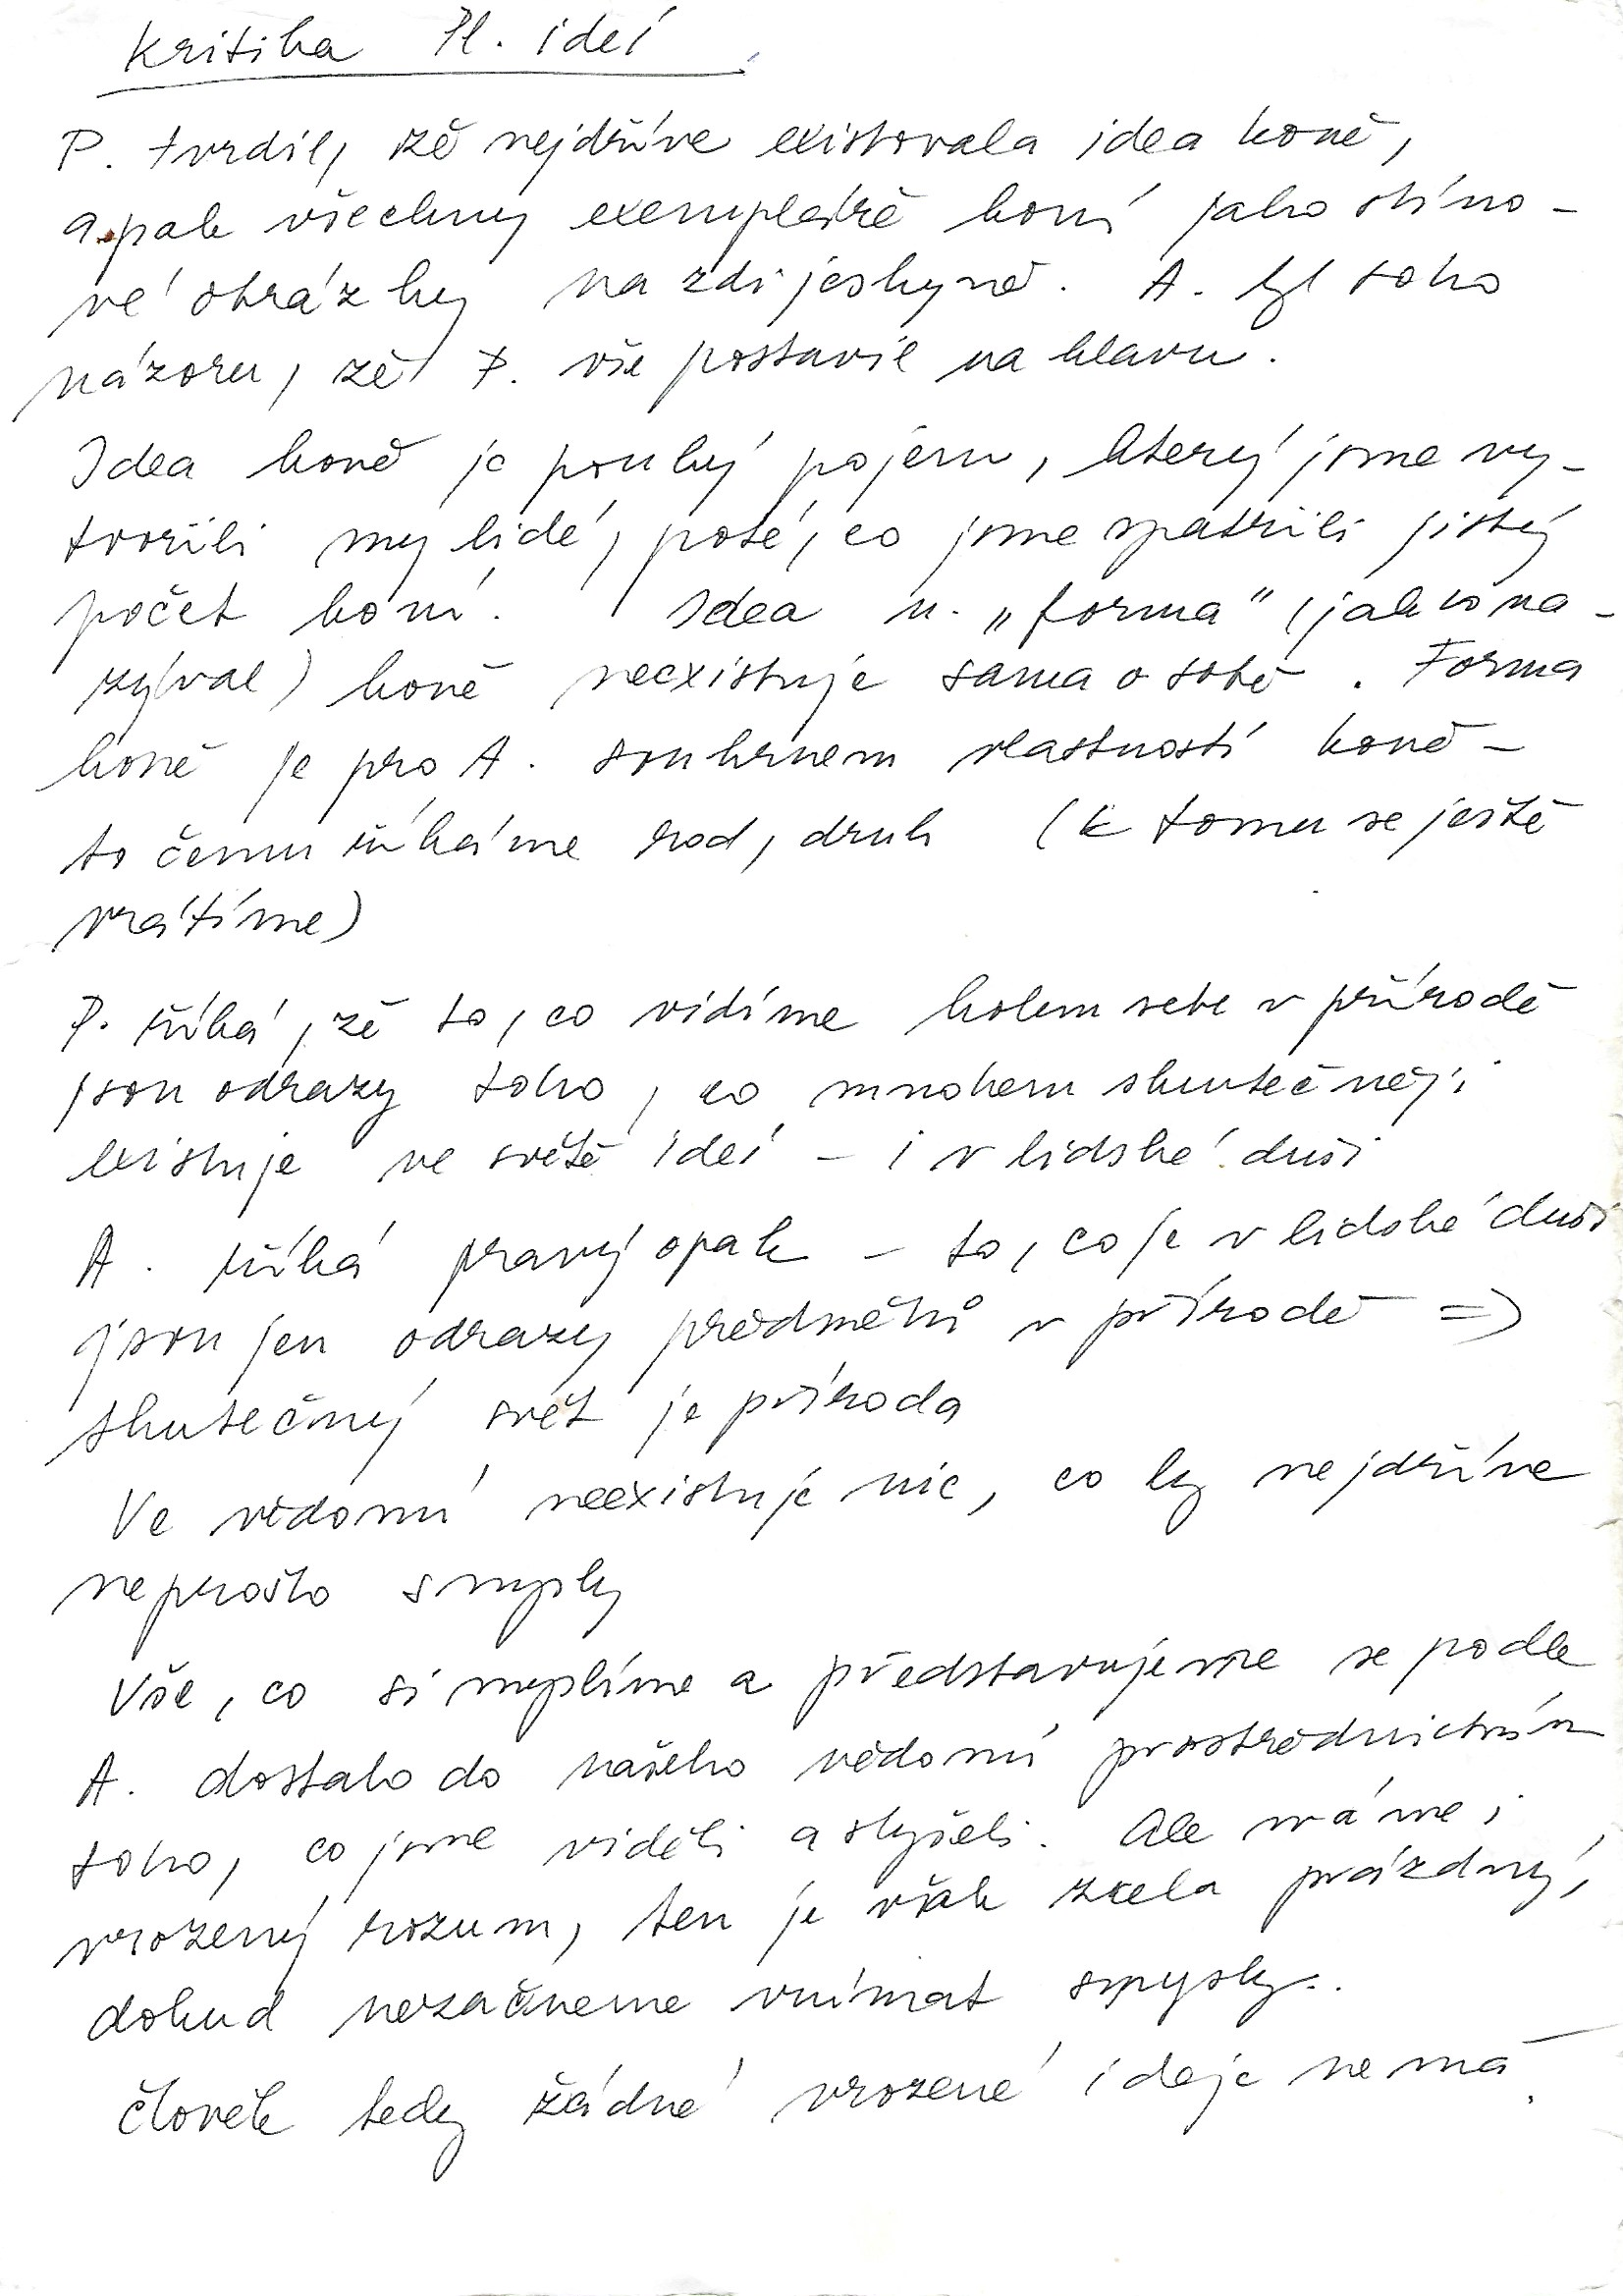 Kritika Pl. idejí
P. tvrdil, že nejdříve existovala idea koně,
a pak všechny exempláře koní jako stíno-
vé obrázky na zdi jeskyně. A. byl toho
názoru, že P. vše postavil na hlavu.
Idea koně je pouhý pojem, který jsme vy-
tvořili my lidé, poté, co jsme spatřili jistý
počet koní. Idea n. „forma“ (jak to na-
zýval) koně neexistuje sama o sobě. Forma
koně je pro A. souhrnem vlastností koně -
to čemu říkáme rod, druh (k tomu se ještě
vrátíme)
P. říká, že to, co vidíme kolem sebe v přírodě
jsou odrazy toho, co mnohem skutečněji
existuje ve světě idejí - i v lidské duši
A. říká pravý opak - to, co je v lidské duši
jsou jen odrazy předmětů v přírodě =>
skutečný svět je příroda
Ve vědomí neexistuje nic, co by nejdříve
neprošlo smysly
Vše, co si myslíme a představujeme se podle
A. dostalo do našeho vědomí prostřednictvím
toho, co jsme viděli a slyšeli. Ale máme i
vrozený rozum, ten je však zcela prázdný,
dokud nezačneme vnímat smysly.
člověk tedy žádné vrozené ideje nemá.